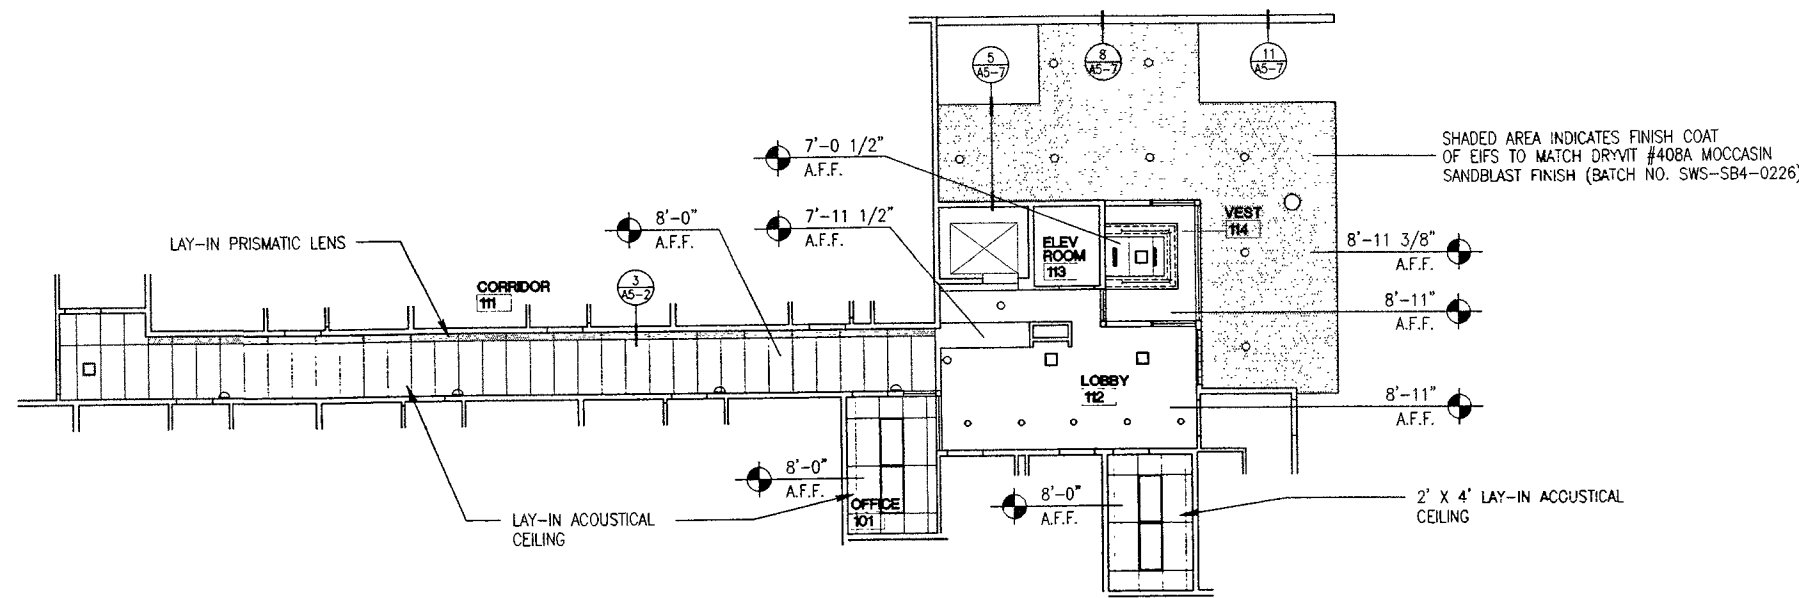 5
A5-7
8
A5-7
11
A5-7
SHADED AREA INDICATES FINISH COAT
OF EIFS TO MATCH DRYVIT #408A MOCCASIN
SANDBLAST FINISH (BATCH NO. SWS-SB4-0226)
7'-0 1/2"
A.F.F.
8'-0"
A.F.F.
7'-11 1/2"
A.F.F.
LAY-IN PRISMATIC LENS
VEST
114
ELEV
ROOM
113
8'-11 3/8"
A.F.F.
CORRIDOR
111
3
A5-2
8'-11"
A.F.F.
LOBBY
112
8'-11"
A.F.F.
8'-0"
A.F.F.
OFFICE
101
8'-0"
A.F.F.
LAY-IN ACOUSTICAL
CEILING
2' X 4' LAY-IN ACOUSTICAL
CEILING